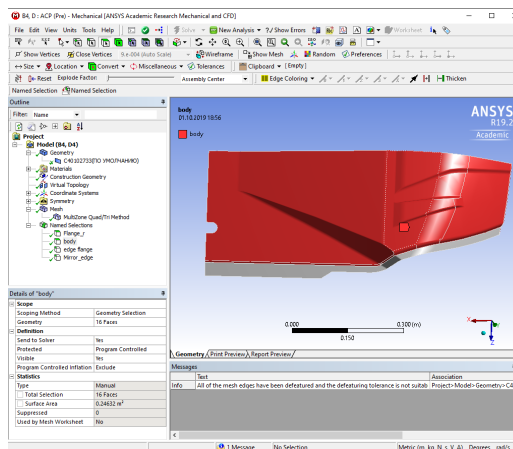 B4, D : ACP (Pre) - Mechanical [ANSYS Academic Research Mechanical and CFD]
File Edit View Units Tools Help Solve New Analysis ?⁄ Show Errors Worksheet
Show Vertices Close Vertices 9.e-004 (Auto Scale) Wireframe Show Mesh Random Preferences
Size Location Convert Miscellaneous Tolerances Clipboard [Empty]
Reset Explode Factor: Assembly Center Edge Coloring Thicken
Named Selection Named Selection
Outline
Filter: Name
Project
Model (B4, D4)
Geometry
Materials
Construction Geometry
Virtual Topology
Coordinate Systems
Symmetry
Mesh
MultiZone Quad/Tri Method
Named Selections
Flange_r
body
edge flange
Mirror_edge
body
01.10.2019 18:56
body
ANSYS
R19.2
Academic
0.000 0.300 (m)
0.150
X
Z
Geometry Print Preview Report Preview
Details of "body"
Scope
Scoping Method Geometry Selection
Geometry 16 Faces
Definition
Send to Solver Yes
Protected Program Controlled
Visible Yes
Program Controlled Inflation Exclude
Statistics
Type Manual
Total Selection 16 Faces
Surface Area 0.24632 m²
Suppressed 0
Used by Mesh Worksheet No
Messages
Text Association
Info All of the mesh edges have been defeatured and the defeaturing tolerance is not suitab Project>Model>Geometry>C4
1 Message No Selection Metric (m, kg, N, s, V, A) Degrees rad/s